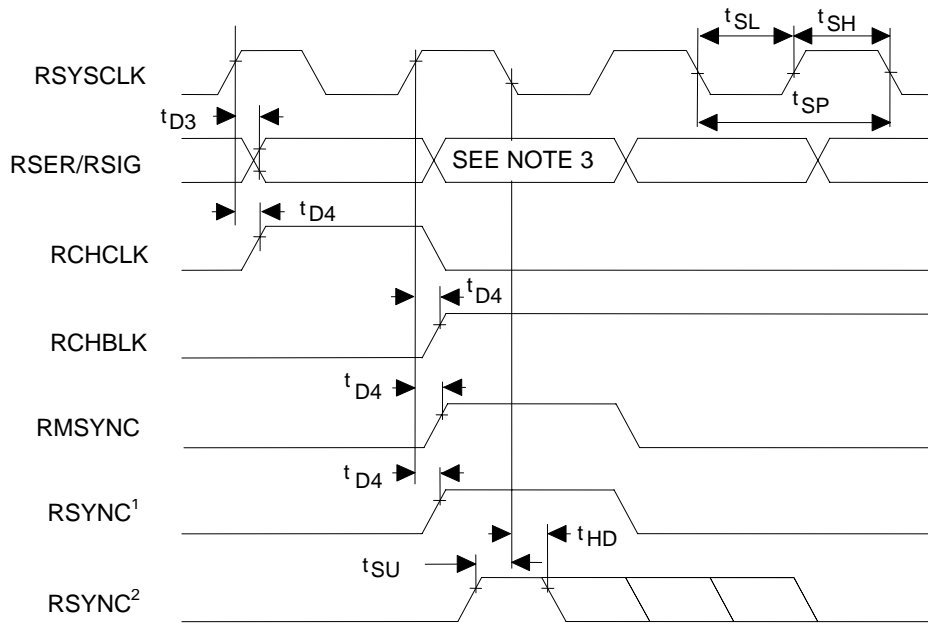 t SL t SH
RSYSCLK
t SP
t D3
RSER/RSIG SEE NOTE 3
t D4
RCHCLK
t D4
RCHBLK
t D4
RMSYNC
t D4
RSYNC¹
t HD
t SU
RSYNC²